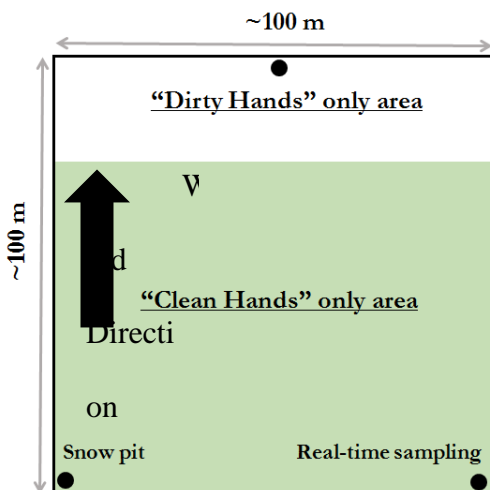 ~100 m
"Dirty Hands" only area
~100 m
"Clean Hands" only area
Directi
on
Snow pit
Real-time sampling